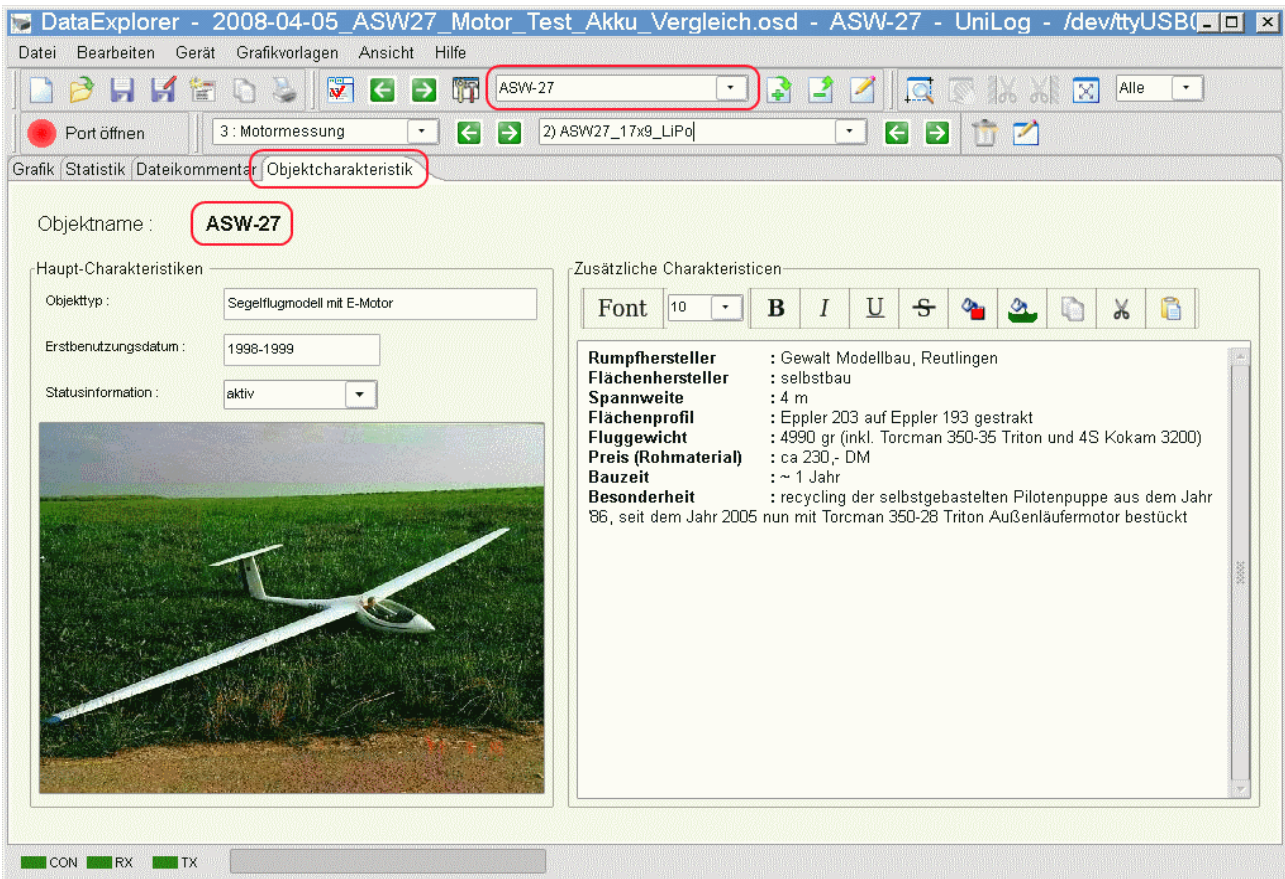 DataExplorer - 2008-04-05_ASW27_Motor_Test_Akku_Vergleich.osd - ASW-27 - UniLog - /dev/ttyUSB
Datei Bearbeiten Gerät Grafikvorlagen Ansicht Hilfe
ASW-27 Alle
Port öffnen 3 : Motormessung 2) ASW27_17x9_LiPo
Grafik Statistik Dateikommentar Objektcharakteristik
Objektname : ASW-27
Haupt-Charakteristiken
Objekttyp : Segelflugmodell mit E-Motor
Erstbenutzungsdatum : 1998-1999
Statusinformation : aktiv
Zusätzliche Charakteristicen
Font 10 B I U S
Rumpfhersteller : Gewalt Modellbau, Reutlingen
Flächenhersteller : selbstbau
Spannweite : 4 m
Flächenprofil : Eppler 203 auf Eppler 193 gestrakt
Fluggewicht : 4990 gr (inkl. Torcman 350-35 Triton und 4S Kokam 3200)
Preis (Rohmaterial) : ca 230,- DM
Bauzeit : ~ 1 Jahr
Besonderheit : recycling der selbstgebastelten Pilotenpuppe aus dem Jahr
'86, seit dem Jahr 2005 nun mit Torcman 350-28 Triton Außenläufermotor bestückt
CON RX TX